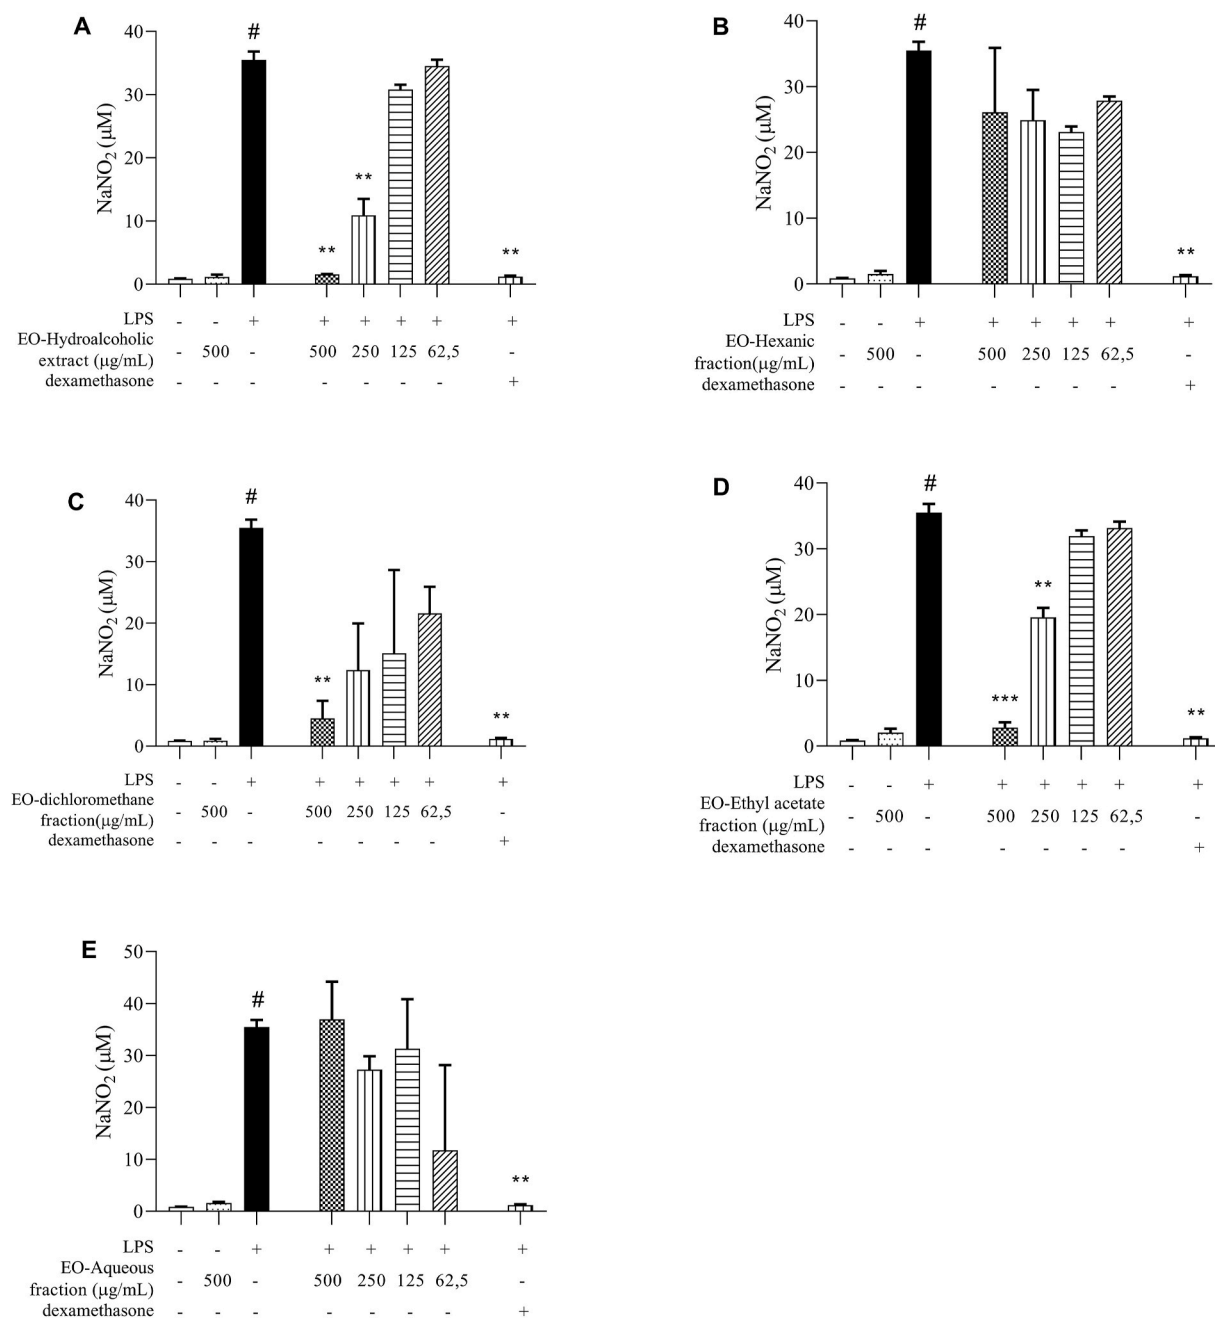 A
40
30
20
10
0
NaNO2 (μM)
#
**
**
**
LPS - - + + + + + +
EO-Hydroalcoholic
extract (μg/mL) - 500 - 500 250 125 62,5 -
dexamethasone - - - - - - - +
B
40
30
20
10
0
NaNO2 (μM)
#
**
LPS - - + + + + + +
EO-Hexanic
fraction(μg/mL) - 500 - 500 250 125 62,5 -
dexamethasone - - - - - - - +
C
40
30
20
10
0
NaNO2 (μM)
#
**
**
LPS - - + + + + + +
EO-dichloromethane
fraction(μg/mL) - 500 - 500 250 125 62,5 -
dexamethasone - - - - - - - +
D
40
30
20
10
0
NaNO2 (μM)
#
***
**
**
LPS - - + + + + + +
EO-Ethyl acetate
fraction (μg/mL) - 500 - 500 250 125 62,5 -
dexamethasone - - - - - - - +
E
50
40
30
20
10
0
NaNO2 (μM)
#
**
LPS - - + + + + + +
EO-Aqueous
fraction (μg/mL) - 500 - 500 250 125 62,5 -
dexamethasone - - - - - - - +